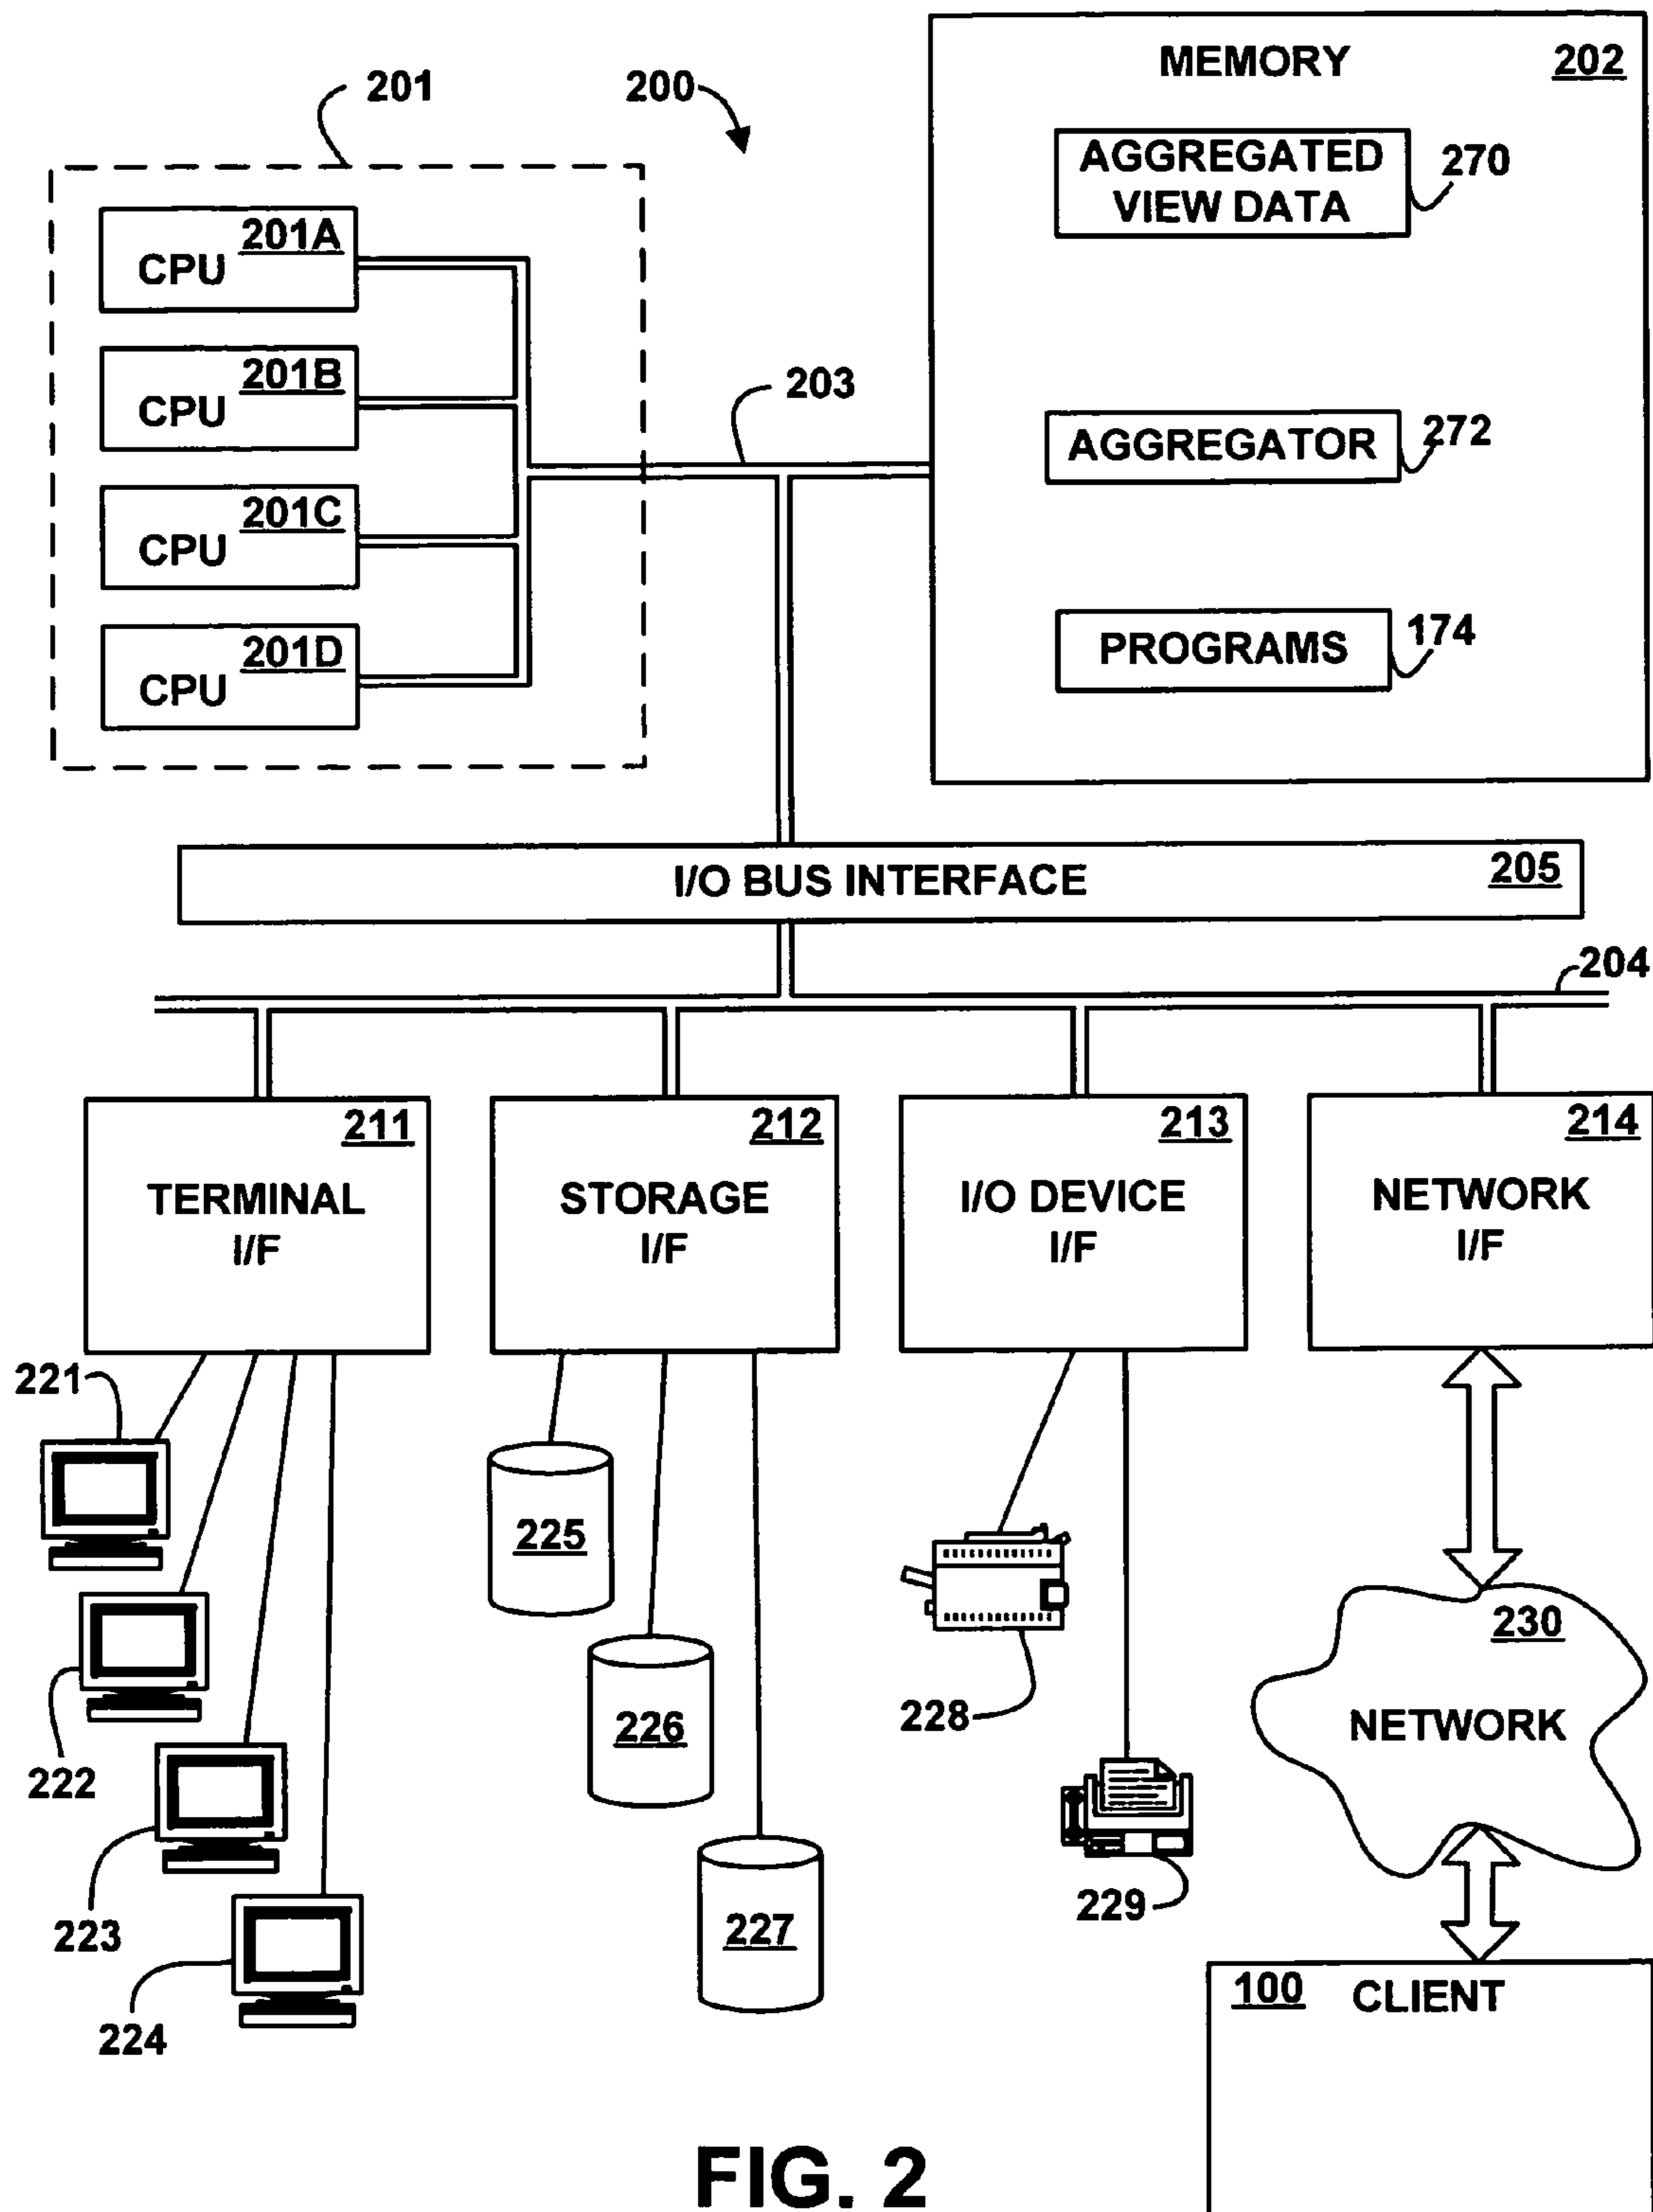 201
200
MEMORY 202
AGGREGATED
VIEW DATA
270
201A
CPU
201B
CPU
203
AGGREGATOR
272
201C
CPU
201D
CPU
PROGRAMS
174
I/O BUS INTERFACE 205
204
211
TERMINAL
I/F
212
STORAGE
I/F
213
I/O DEVICE
I/F
214
NETWORK
I/F
221
222
223
224
225
226
227
228
229
230
NETWORK
100 CLIENT
FIG. 2